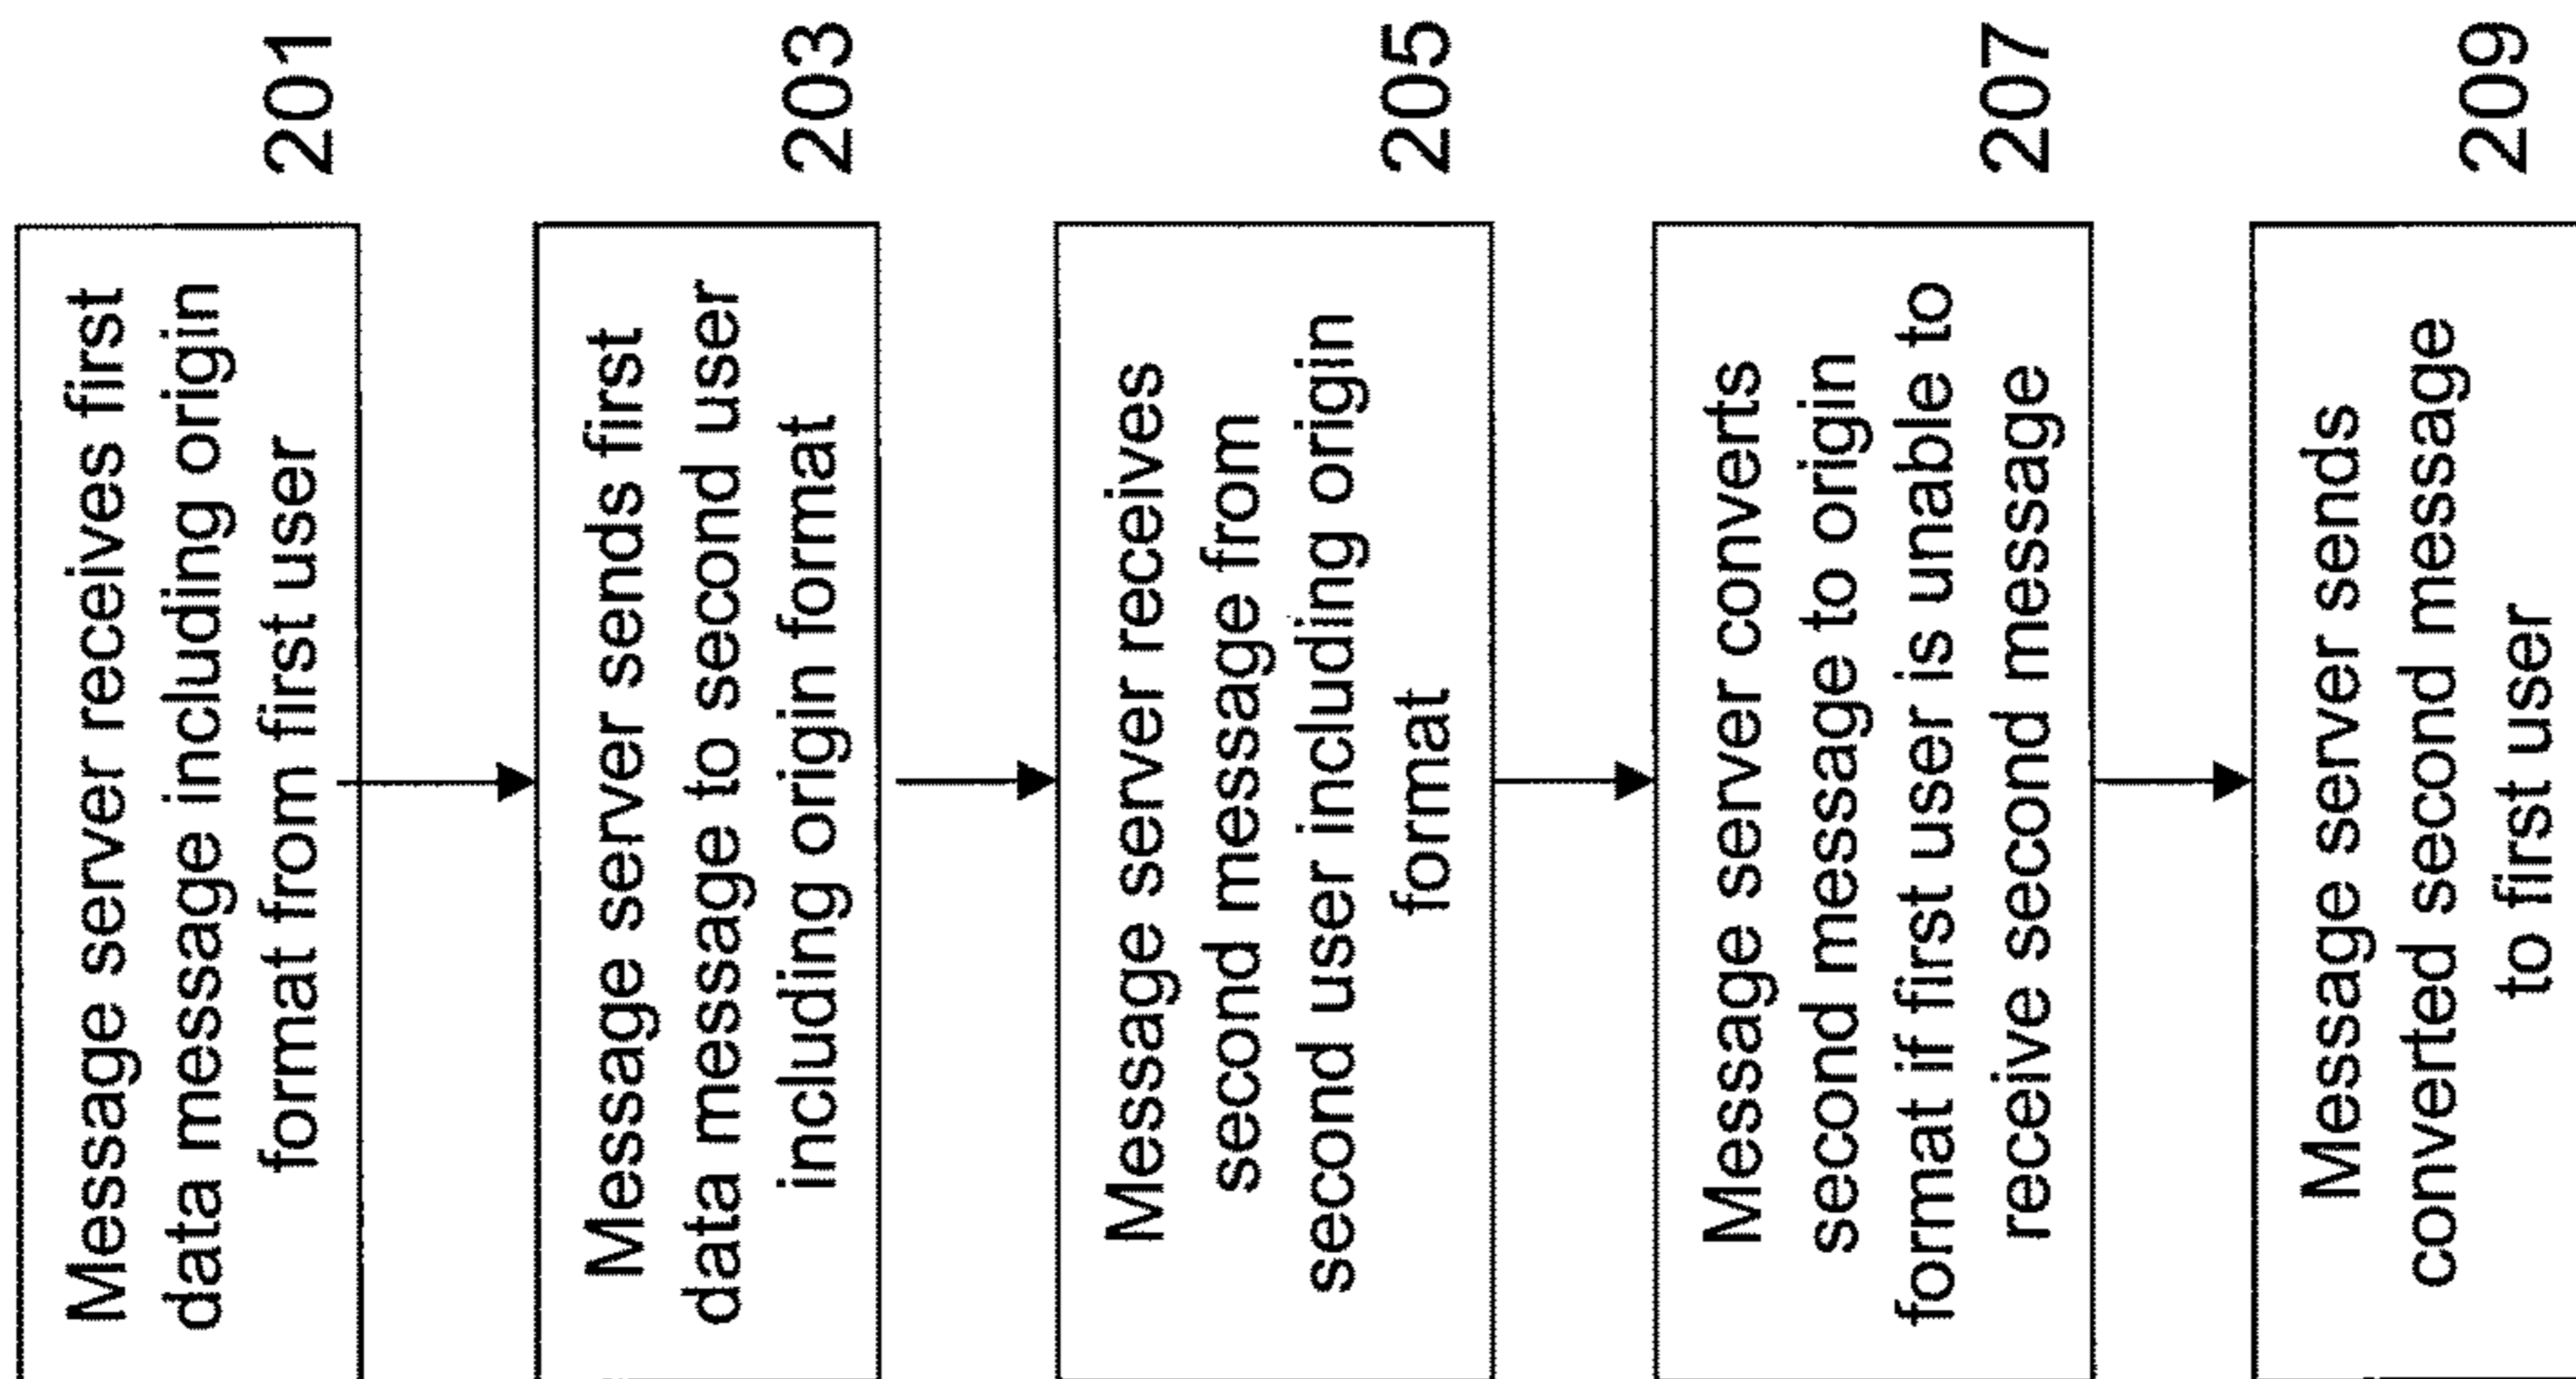 Message server receives first
data message including origin
format from first user
201
Message server sends first
data message to second user
including origin format
203
Message server receives
second message from
second user including origin
format
205
Message server converts
second message to origin
format if first user is unable to
receive second message
207
Message server sends
converted second message
to first user
209